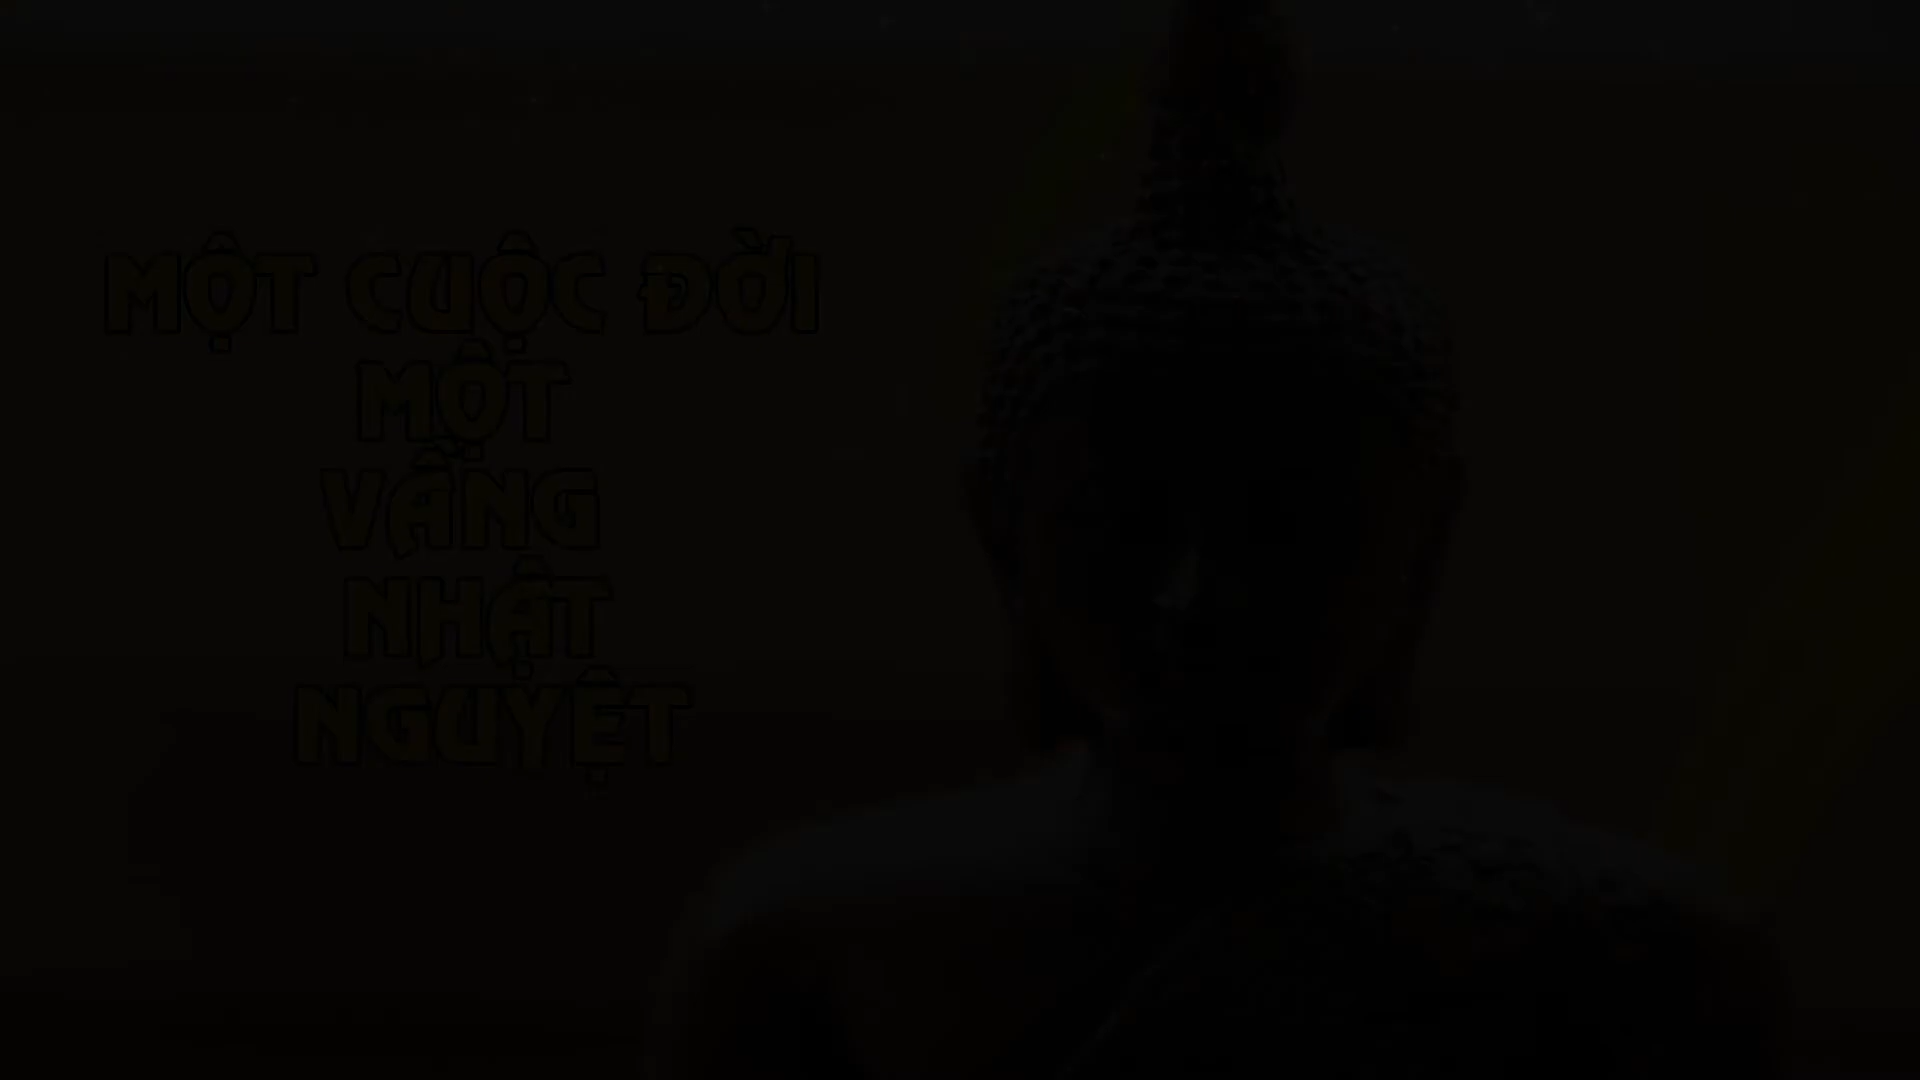 MỘT CUỘC ĐỜI
MỘT
VẦNG
NHẬT
NGUYỆT